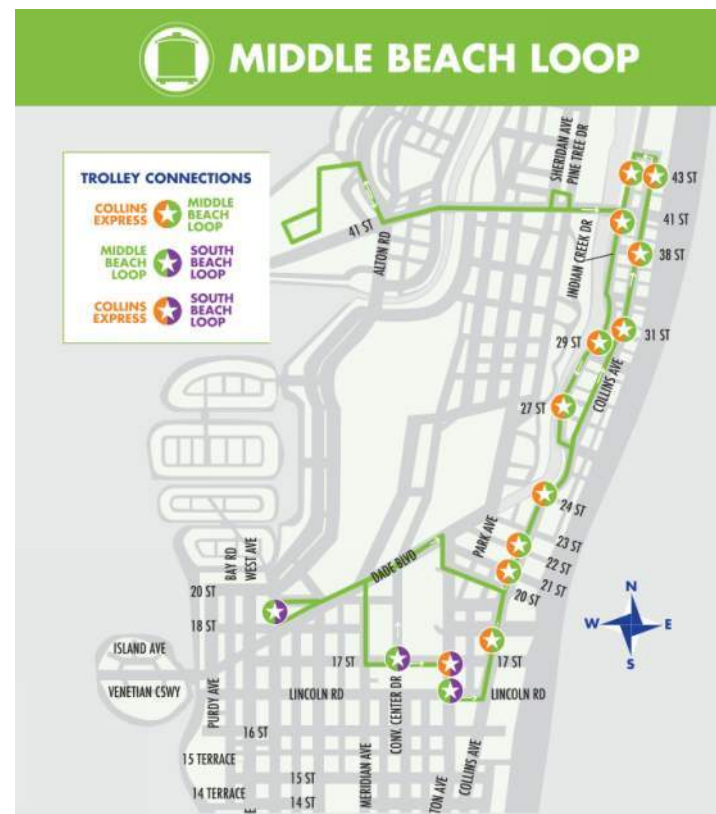 MIDDLE BEACH LOOP
TROLLEY CONNECTIONS
COLLINS
EXPRESS
MIDDLE
BEACH
LOOP
MIDDLE
BEACH
LOOP
SOUTH
BEACH
LOOP
COLLINS
EXPRESS
SOUTH
BEACH
LOOP
SHERIDAN AVE
PINE TREE DR
43 ST
41 ST
41 ST
ALTON RD
INDIAN CREEK DR
38 ST
29 ST
31 ST
COLLINS AVE
27 ST
24 ST
PARK AVE
23 ST
22 ST
21 ST
20 ST
DADE BLVD
BAY RD
WEST AVE
20 ST
18 ST
N
W
E
S
ISLAND AVE
VENETIAN CSWY
PURDY AVE
17 ST
17 ST
LINCOLN RD
CONV. CENTER DR
LINCOLN RD
16 ST
15 TERRACE
15 ST
MERIDIAN AVE
COLLINS AVE
14 TERRACE
14 ST
TON AVE
E